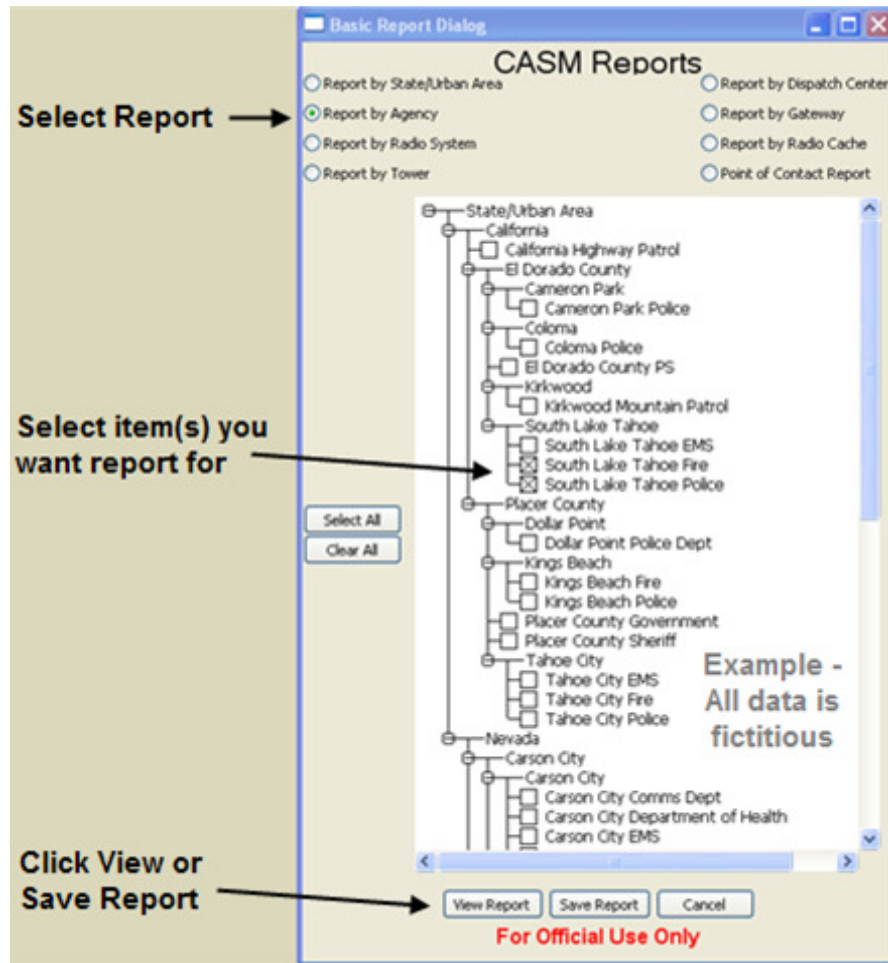 Basic Report Dialog
CASM Reports
Report by State/Urban Area
Report by Dispatch Center
Select Report
Report by Agency
Report by Gateway
Report by Radio System
Report by Radio Cache
Report by Tower
Point of Contact Report
State/Urban Area
California
California Highway Patrol
El Dorado County
Cameron Park
Cameron Park Police
Coloma
Coloma Police
El Dorado County PS
Kirkwood
Kirkwood Mountain Patrol
Select item(s) you
want report for
South Lake Tahoe
South Lake Tahoe EMS
South Lake Tahoe Fire
South Lake Tahoe Police
Placer County
Select All
Clear All
Dollar Point
Dollar Point Police Dept
Kings Beach
Kings Beach Fire
Kings Beach Police
Placer County Government
Placer County Sheriff
Tahoe City
Tahoe City EMS
Tahoe City Fire
Tahoe City Police
Example -
All data is
fictitious
Nevada
Carson City
Carson City
Carson City Comms Dept
Carson City Department of Health
Carson City EMS
Click View or
Save Report
View Report
Save Report
Cancel
For Official Use Only